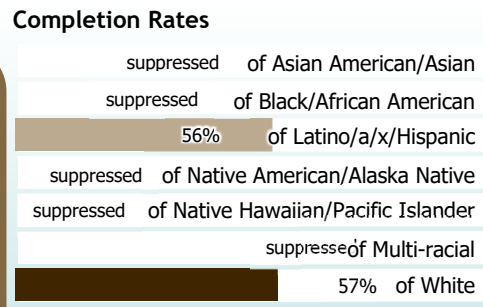 Completion Rates
suppressed of Asian American/Asian
suppressed of Black/African American
56% of Latino/a/x/Hispanic
suppressed of Native American/Alaska Native
suppressed of Native Hawaiian/Pacific Islander
suppresseof Multi-racial
57% of White